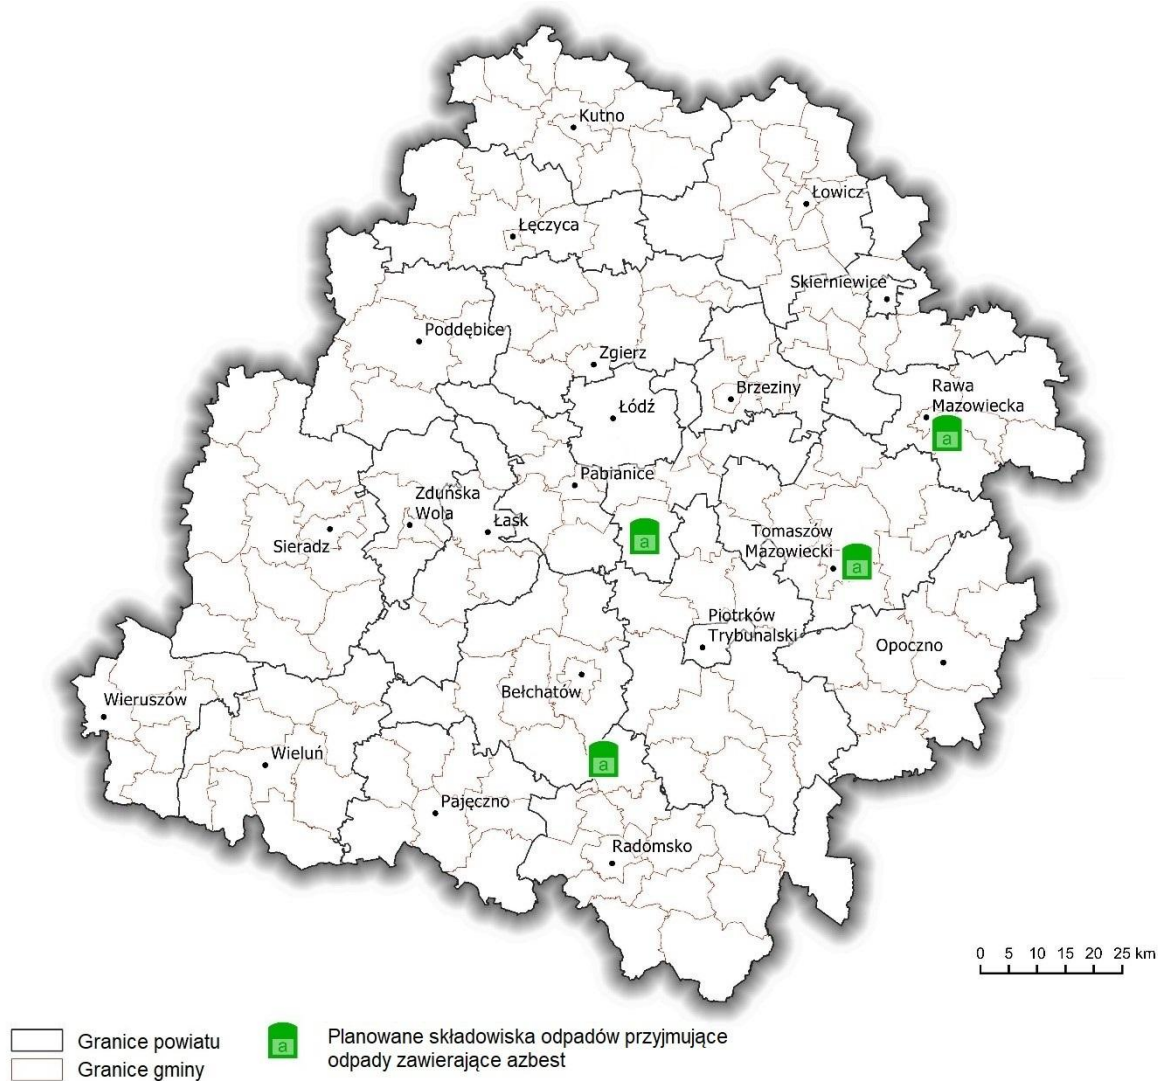 Kutno
Łowicz
Łęczyca
Skierniewice
Poddębice
Zgierz
Brzeziny
Rawa
Mazowiecka
a
Łódź
Pabianice
Zduńska
Wola
Łask
Sieradz
a
Tomaszów
Mazowiecki
a
Piotrków
Trybunalski
Opoczno
Bełchatów
Wieruszów
Wieluń
a
Pajęczno
Radomsko
0 5 10 15 20 25 km
Granice powiatu
Granice gminy
a
Planowane składowiska odpadów przyjmujące
odpady zawierające azbest